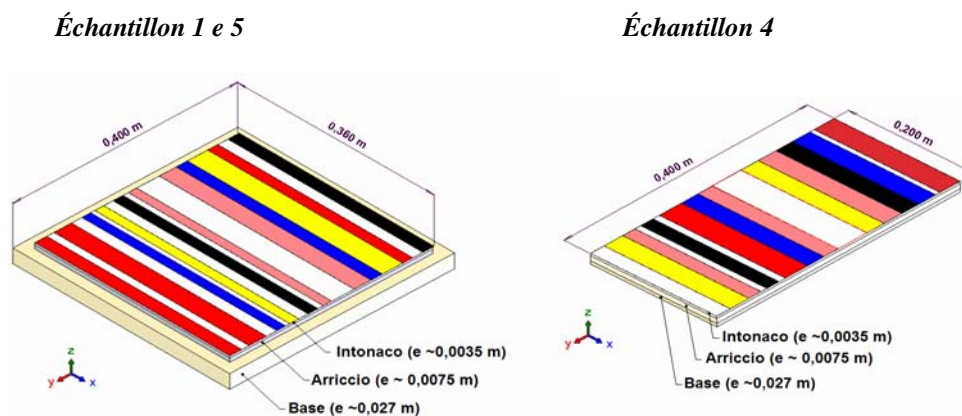 Échantillon 1 e 5
0,400 m
0,360 m
Intonaco (e ~0,0035 m)
Arriccio (e ~ 0,0075 m)
Base (e ~0,027 m)
z
y
x
Échantillon 4
0,400 m
0,200 m
Intonaco (e ~0,0035 m)
Arriccio (e ~0,0075 m)
Base (e ~0,027 m)
z
y
x